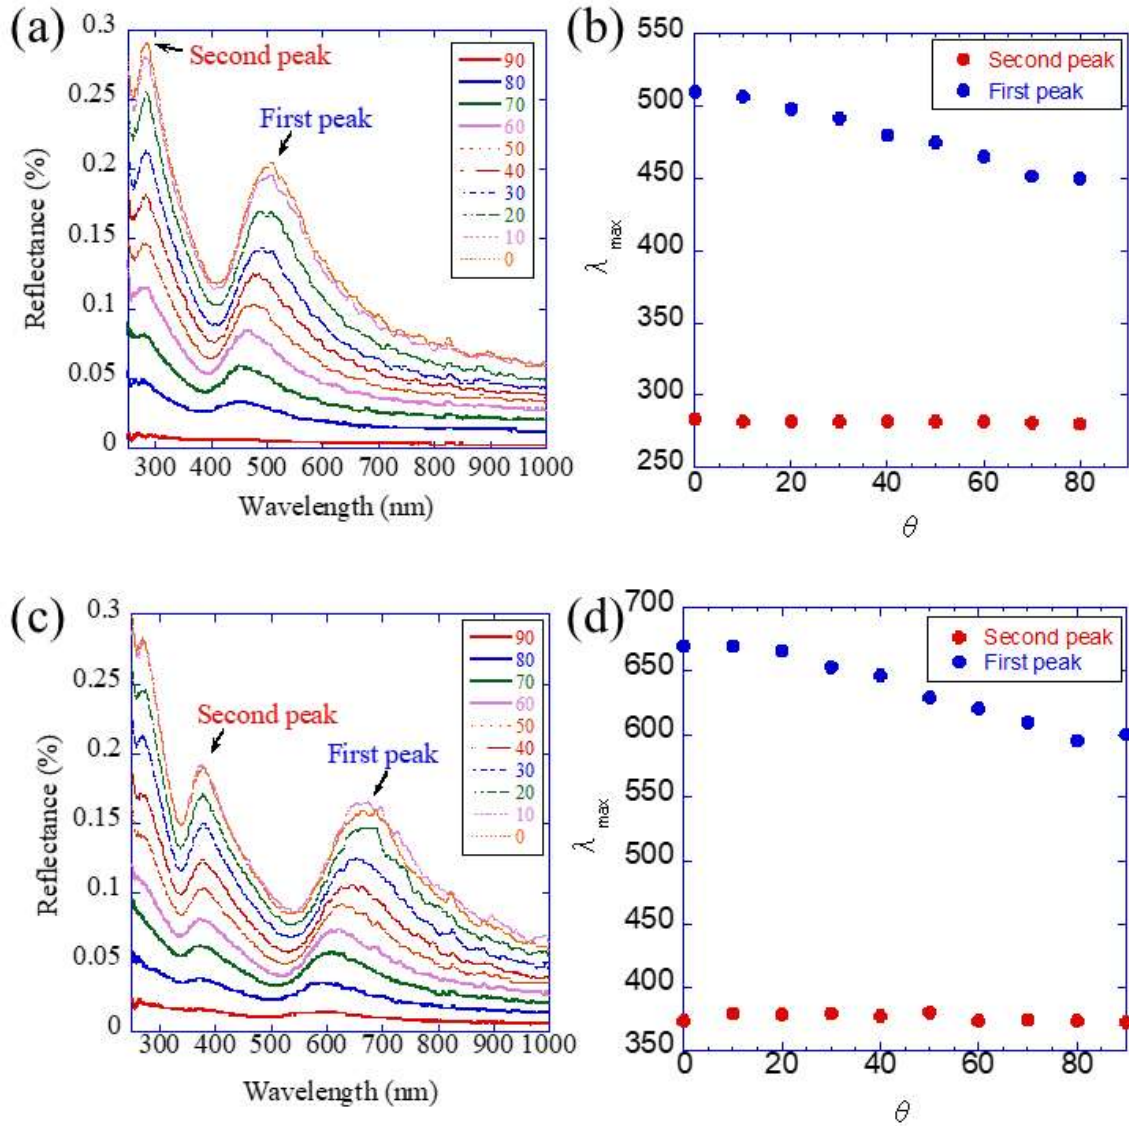 (a)
0.3
0.25
0.2
0.15
0.1
0.05
0
Reflectance (%)
Second peak
First peak
90
80
70
60
50
40
30
20
10
0
300 400 500 600 700 800 900 1000
Wavelength (nm)
(b)
550
500
450
400
350
300
250
λ max
Second peak
First peak
0 20 40 60 80
θ
(c)
0.3
0.25
0.2
0.15
0.1
0.05
0
Reflectance (%)
Second peak
First peak
90
80
70
60
50
40
30
20
10
0
300 400 500 600 700 800 900 1000
Wavelength (nm)
(d)
700
650
600
550
500
450
400
350
λ max
Second peak
First peak
0 20 40 60 80
θ